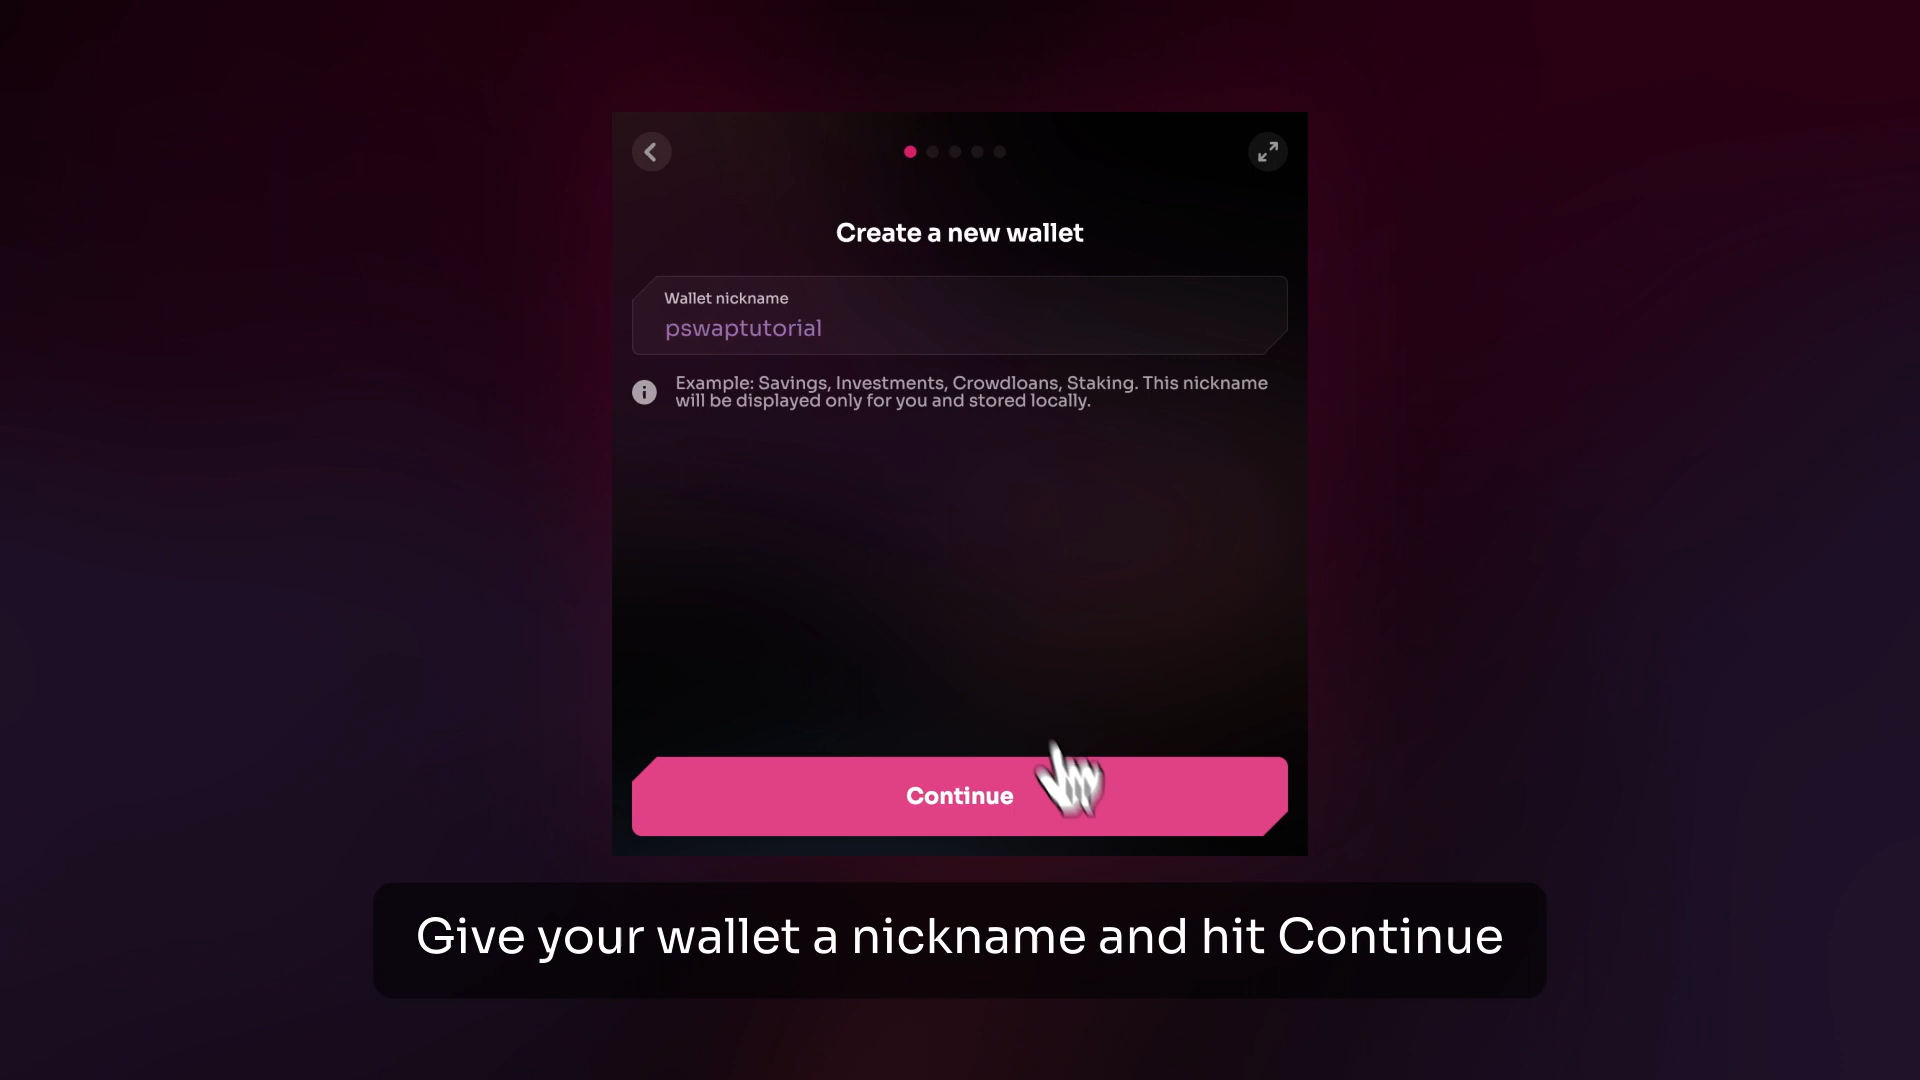 Create a new wallet
Wallet nickname
pswaptutorial
Example: Savings, Investments, Crowdloans, Staking. This nickname
will be displayed only for you and stored locally.
Continue
Give your wallet a nickname and hit Continue